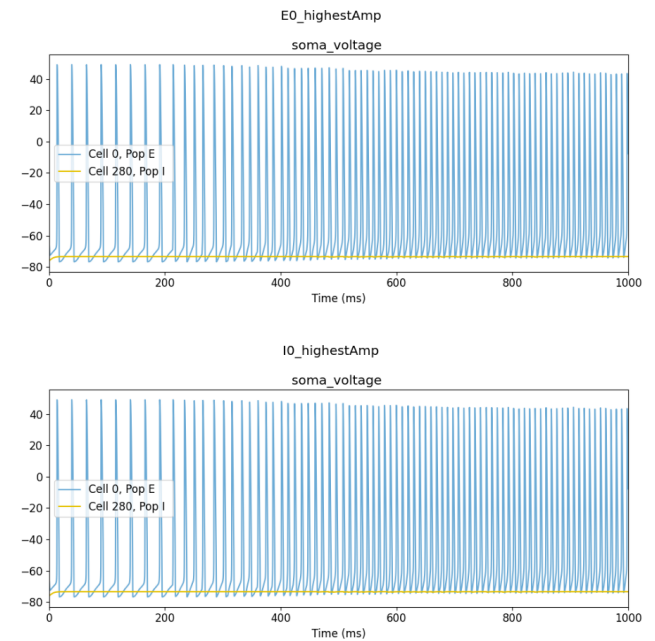 E0_highestAmp
soma_voltage
40
20
0
−20
−40
−60
−80
Cell 0, Pop E
Cell 280, Pop I
0 200 400 600 800 1000
Time (ms)
I0_highestAmp
soma_voltage
40
20
0
−20
−40
−60
−80
Cell 0, Pop E
Cell 280, Pop I
0 200 400 600 800 1000
Time (ms)